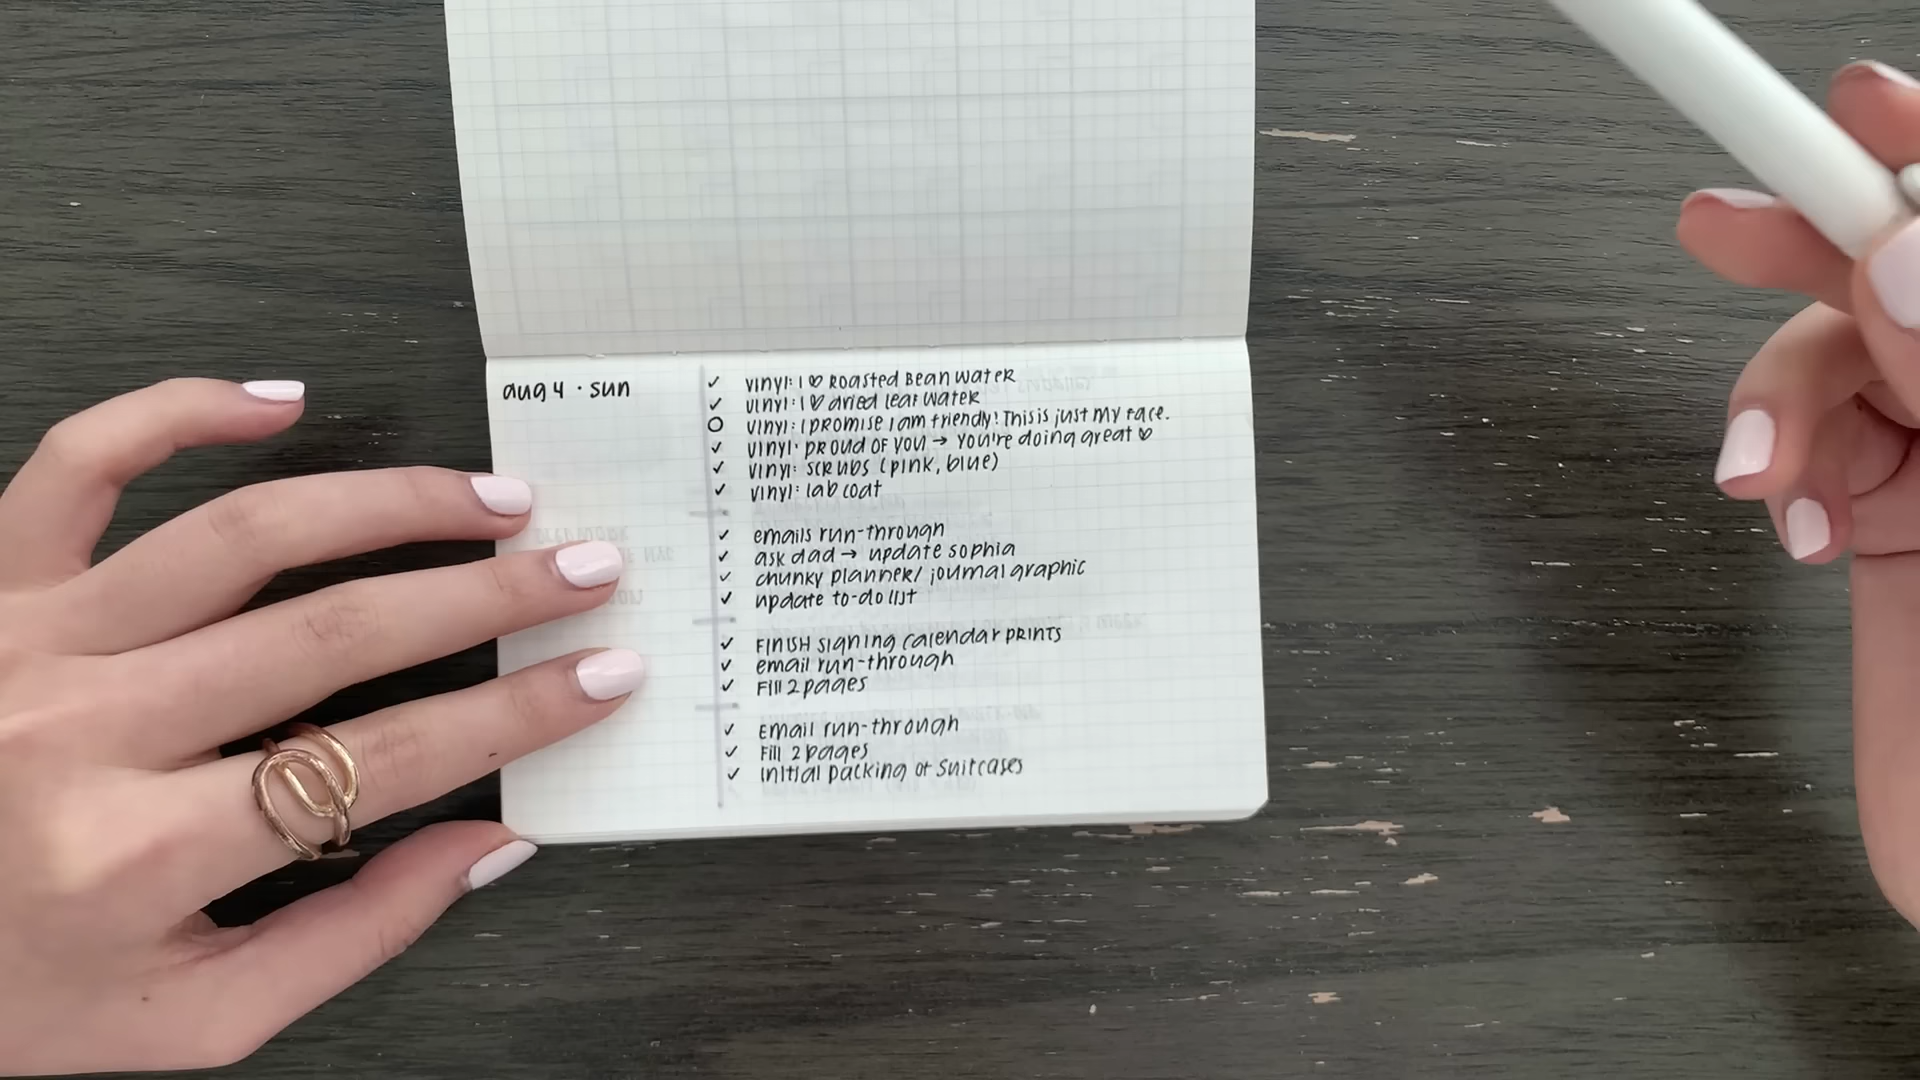 aug 4 · sun
✓ vinyl: I ♡ Roasted Bean Water
✓ vinyl: I ♡ dried leaf water
O vinyl: I promise I am friendly! This is just my face.
✓ vinyl: proud of you → you're doing great ♡
✓ vinyl: scrubs (pink, blue)
✓ vinyl: lab coat
✓ emails run-through
✓ ask dad → update sophia
✓ chunky planner/journal graphic
✓ update to-do list
✓ FINISH signing calendar prints
✓ email run-through
✓ Fill 2 pages
✓ Email run-through
✓ Fill 2 pages
✓ initial packing of suitcases